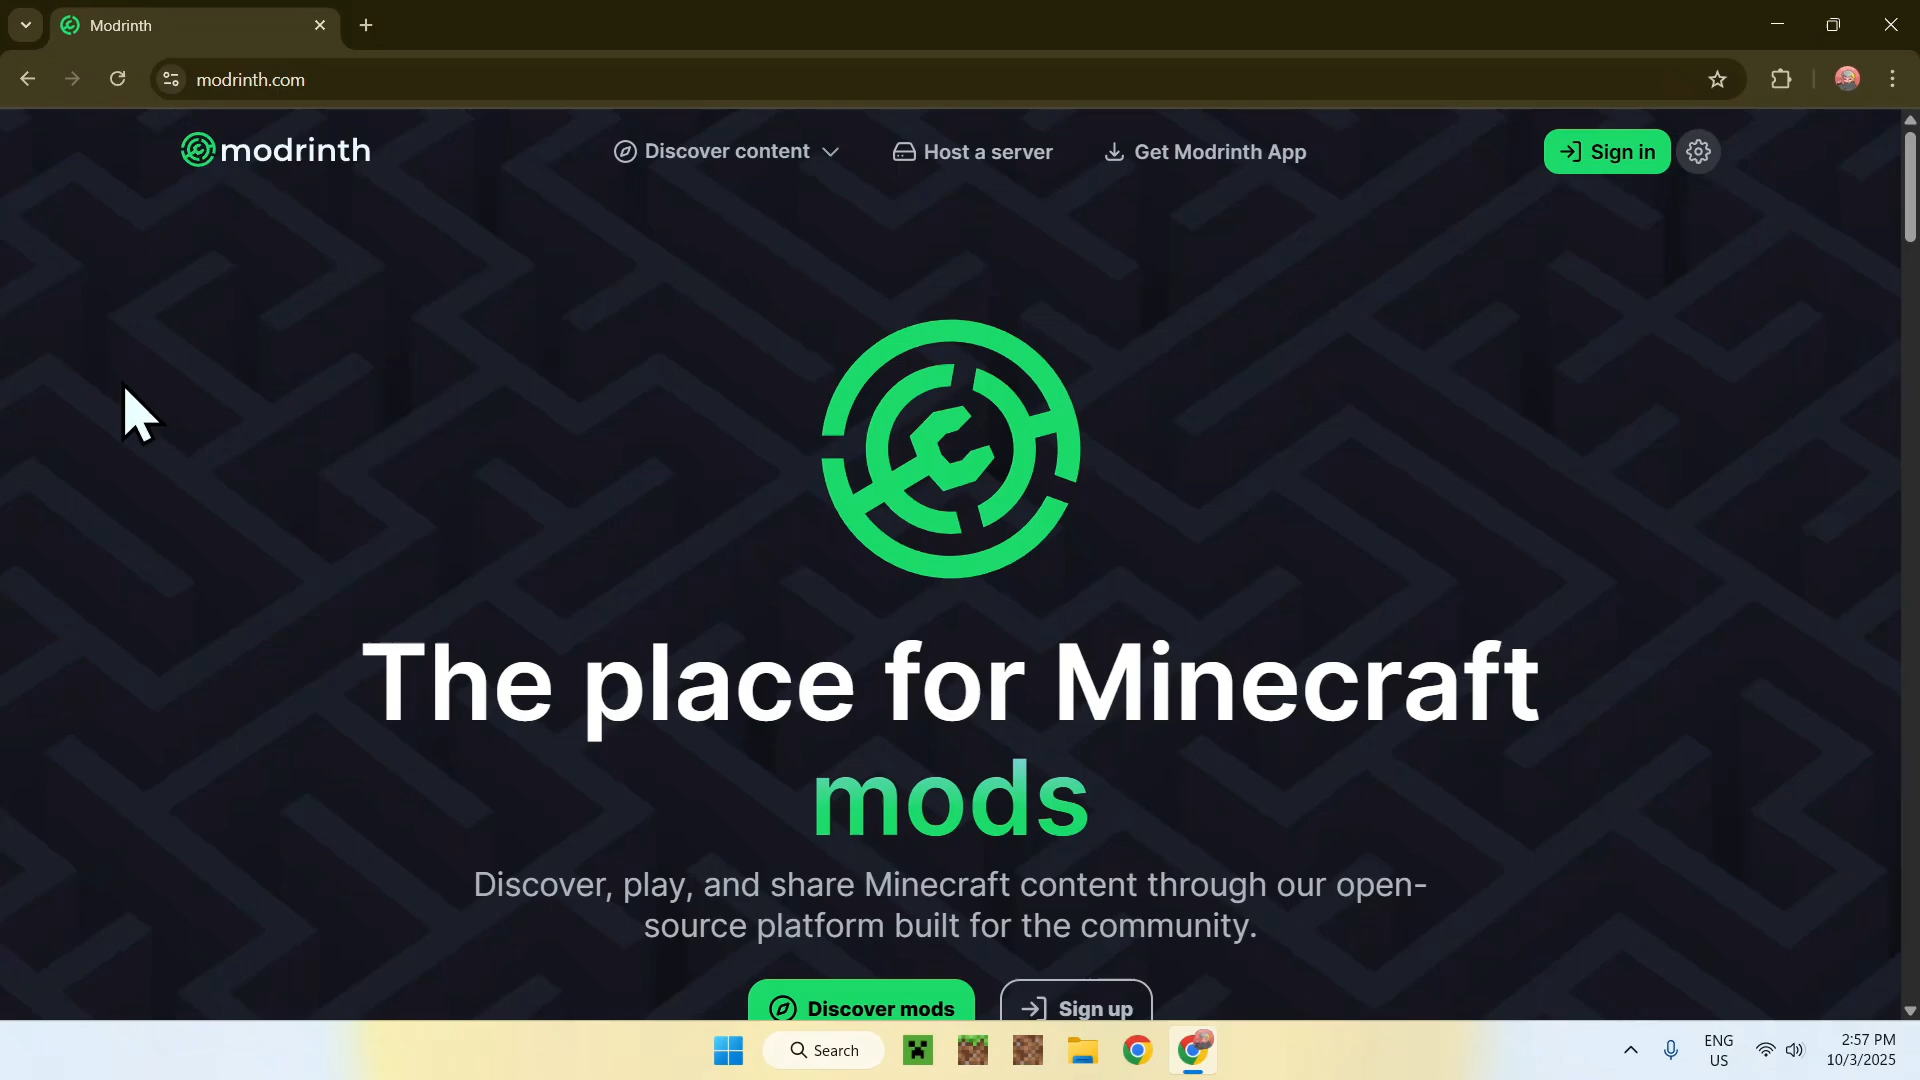 Modrinth
modrinth.com
modrinth
Discover content
Host a server
Get Modrinth App
Sign in
The place for Minecraft
mods
Discover, play, and share Minecraft content through our open-
source platform built for the community.
Discover mods
Sign up
Search
ENG
US
2:57 PM
10/3/2025